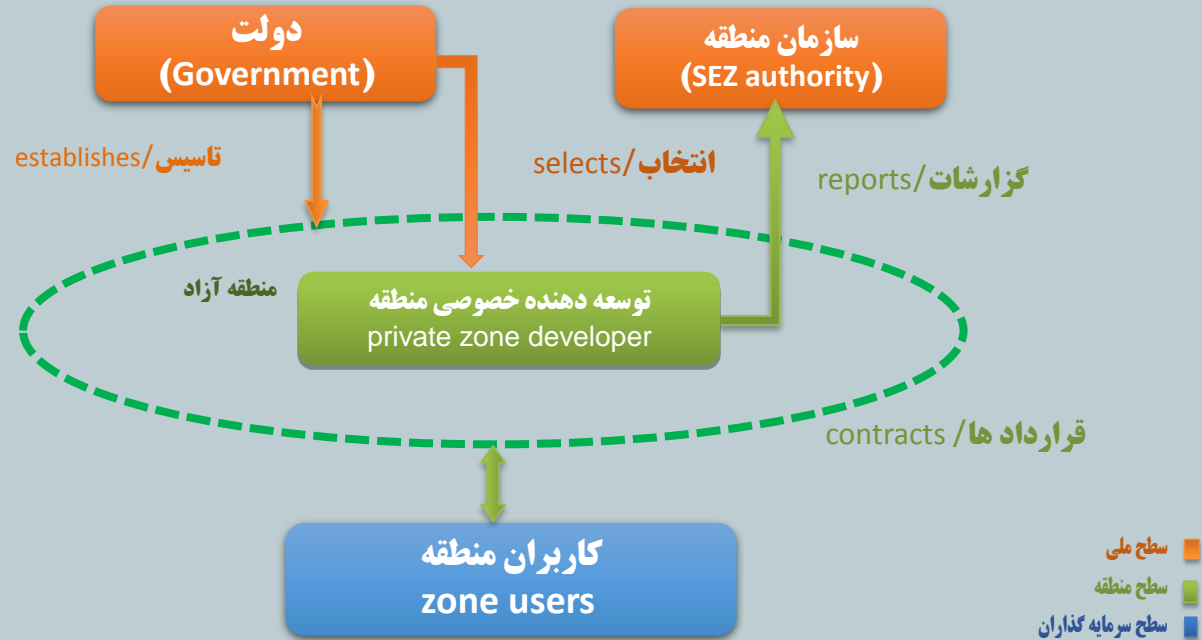 دولت
(Government)
سازمان منطقه
(SEZ authority)
establishes/تاسیس
selects/انتخاب
reports/گزارشات
منطقه آزاد
توسعه دهنده خصوصی منطقه
private zone developer
contracts /قرارداد ها
کاربران منطقه
zone users
سطح ملی
سطح منطقه
سطح سرمایه گذاران